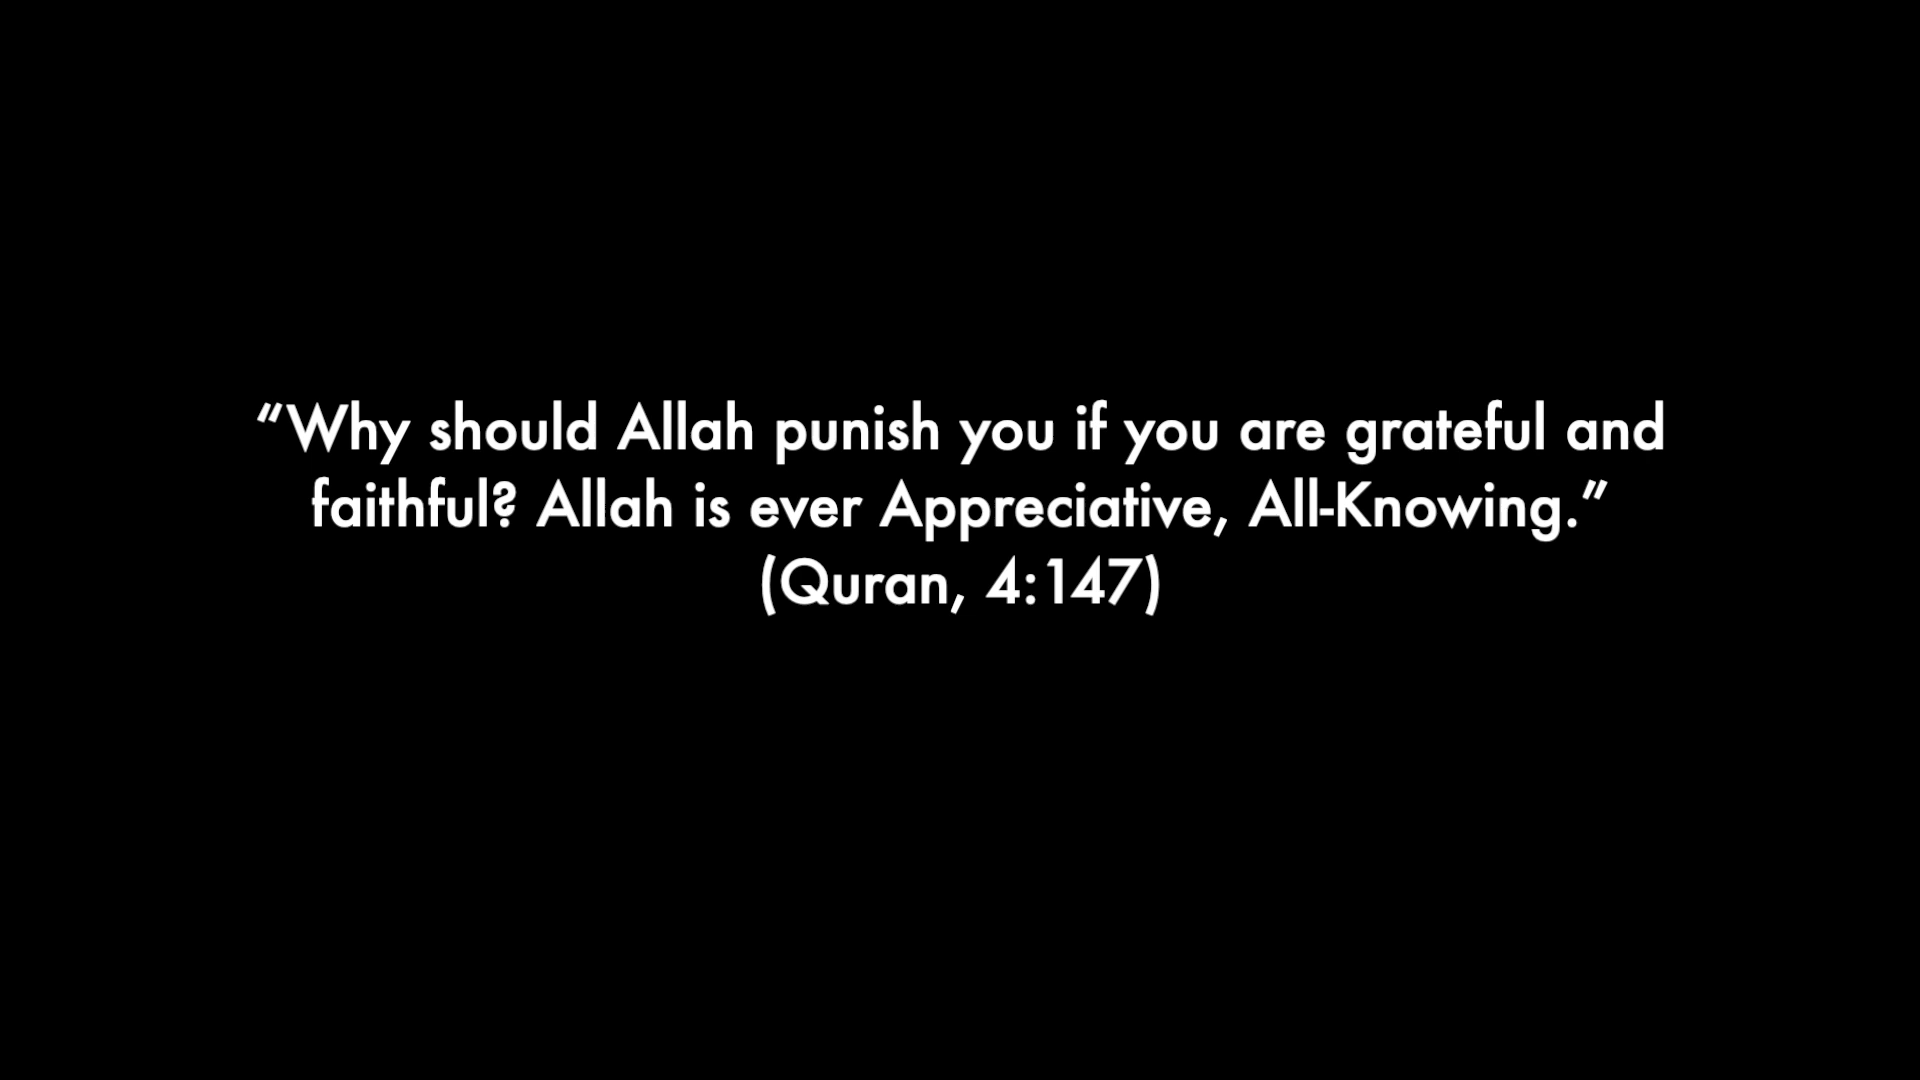 “Why should Allah punish you if you are grateful and
faithful? Allah is ever Appreciative, All-Knowing.”
(Quran, 4:147)